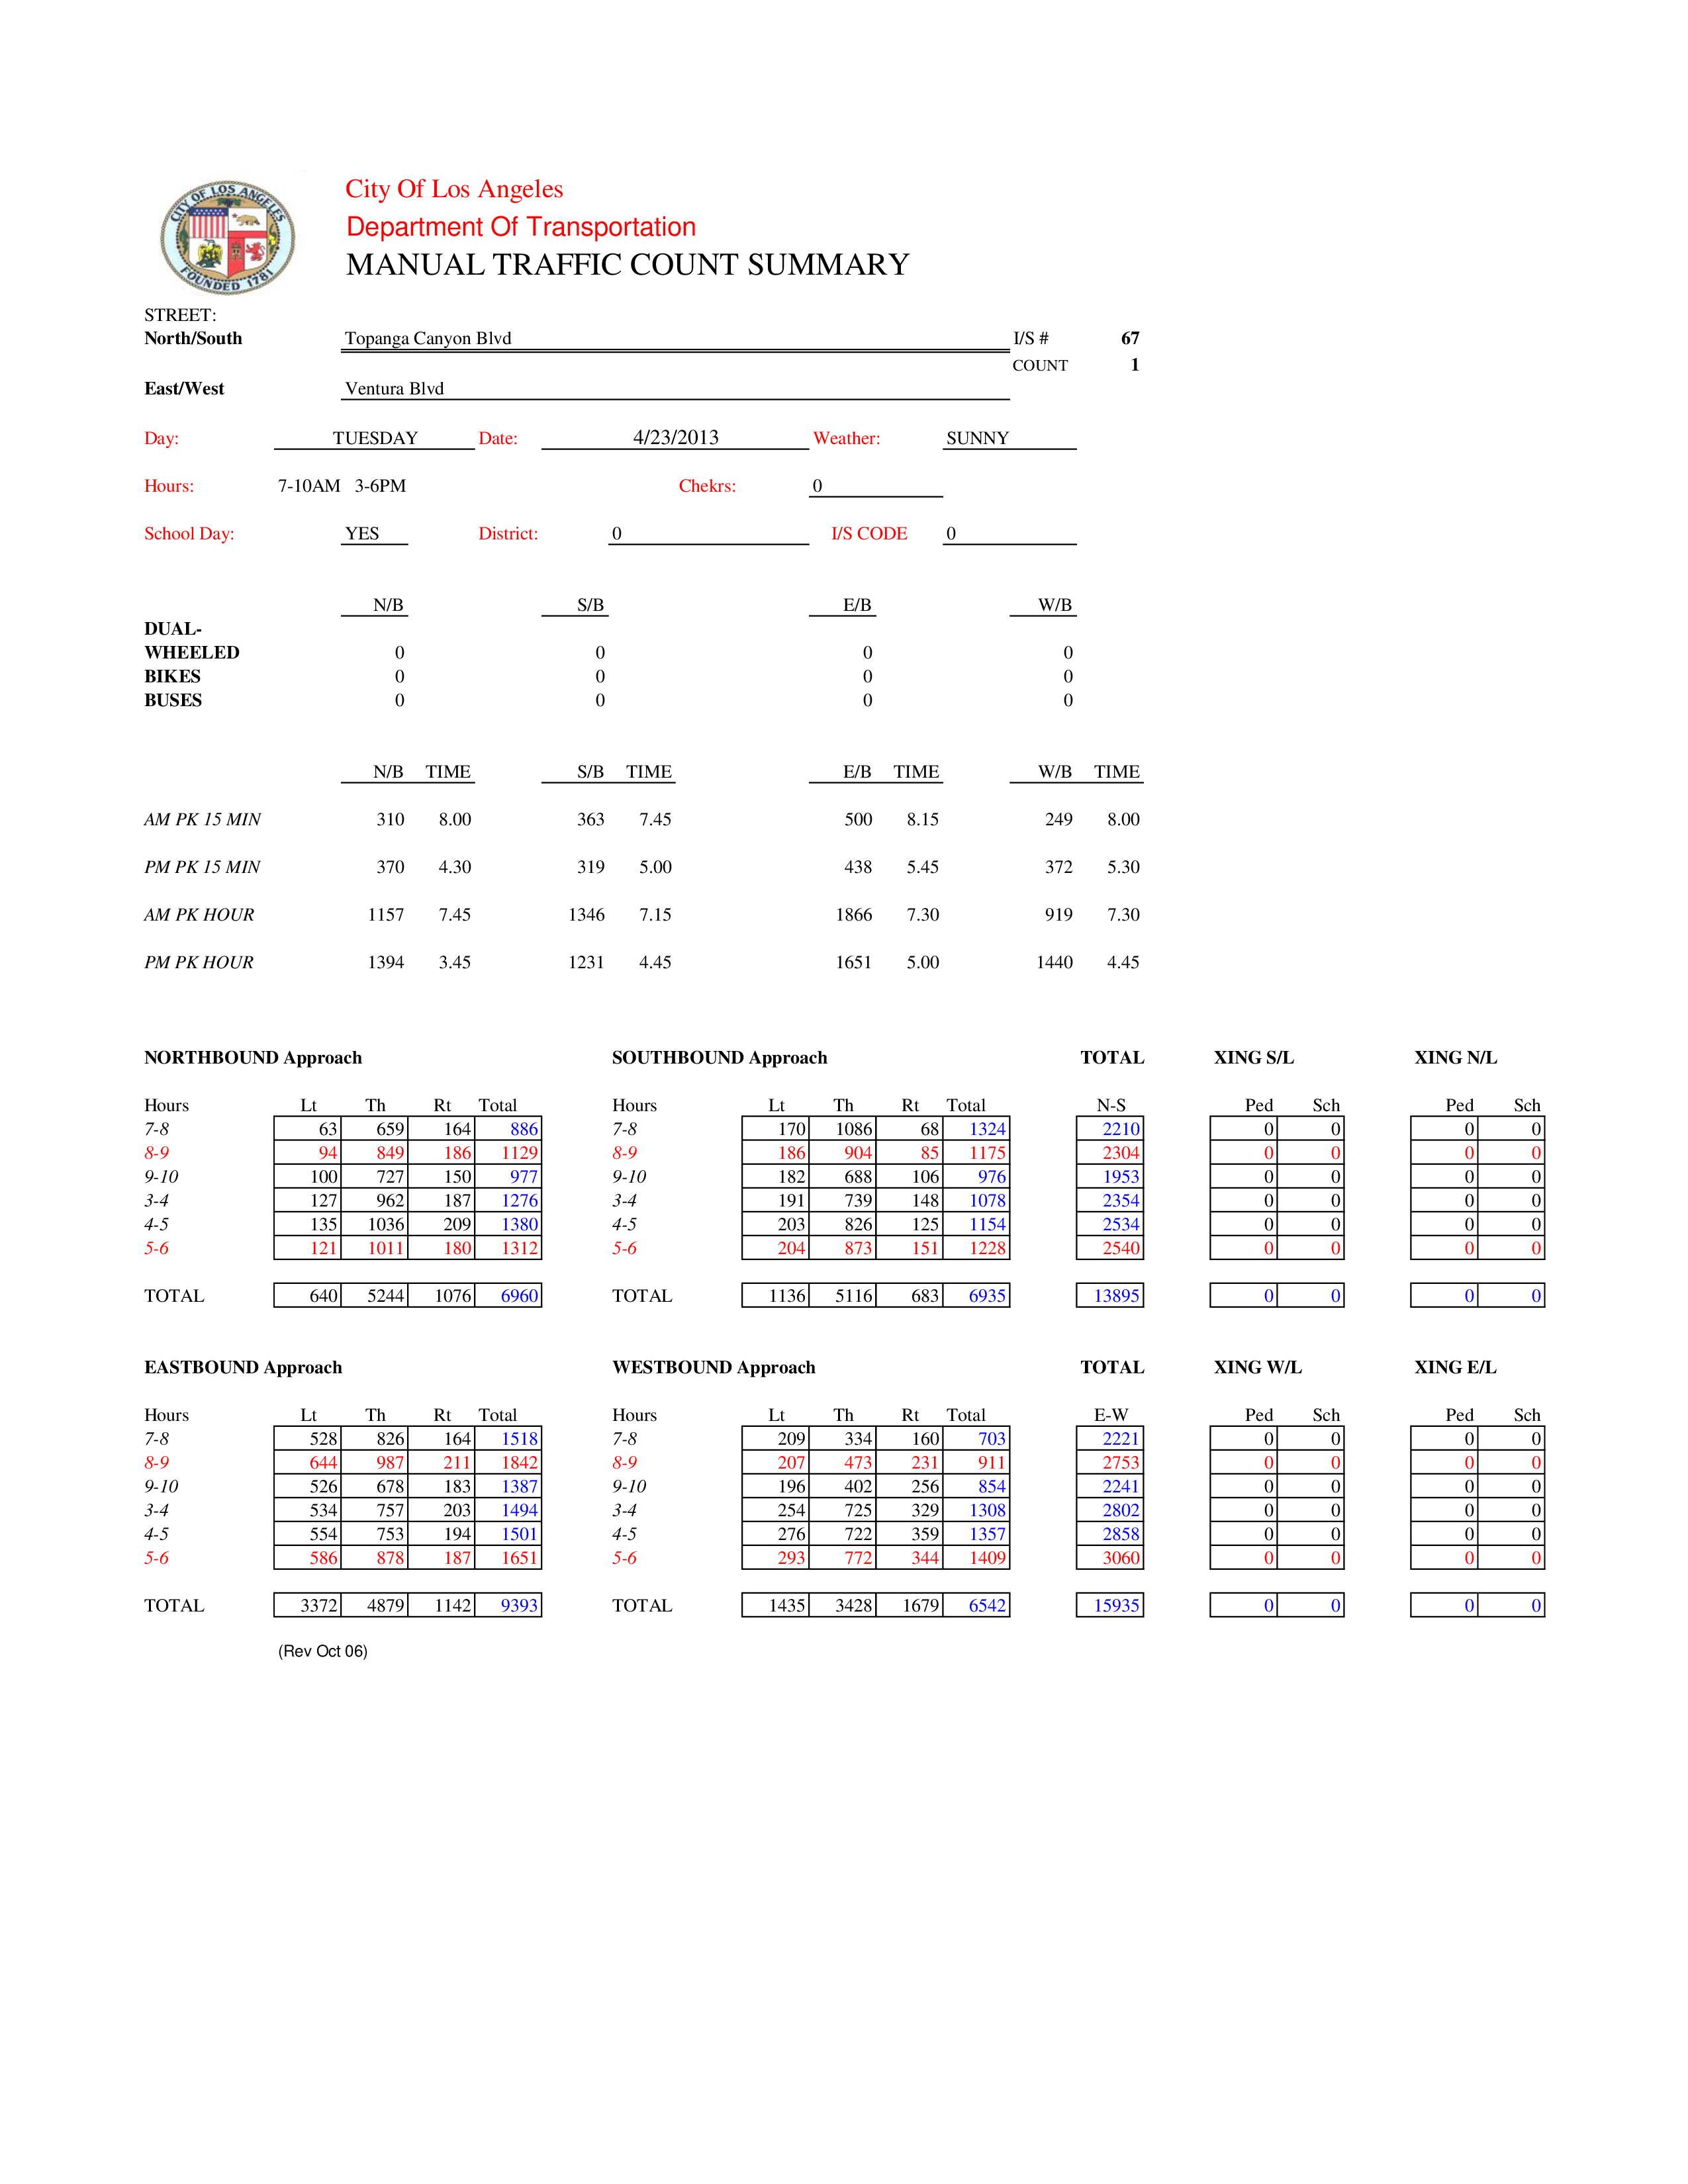 CITY OF LOS ANGELES
FOUNDED 1781
City Of Los Angeles
Department Of Transportation
MANUAL TRAFFIC COUNT SUMMARY
STREET:
North/South Topanga Canyon Blvd I/S # 67
COUNT 1
East/West Ventura Blvd
Day: TUESDAY Date: 4/23/2013 Weather: SUNNY
Hours: 7-10AM 3-6PM Chekrs: 0
School Day: YES District: 0 I/S CODE 0
N/B S/B E/B W/B
DUAL-
WHEELED 0 0 0 0
BIKES 0 0 0 0
BUSES 0 0 0 0
N/B TIME S/B TIME E/B TIME W/B TIME
AM PK 15 MIN 310 8.00 363 7.45 500 8.15 249 8.00
PM PK 15 MIN 370 4.30 319 5.00 438 5.45 372 5.30
AM PK HOUR 1157 7.45 1346 7.15 1866 7.30 919 7.30
PM PK HOUR 1394 3.45 1231 4.45 1651 5.00 1440 4.45
NORTHBOUND Approach SOUTHBOUND Approach TOTAL XING S/L XING N/L
Hours Lt Th Rt Total Hours Lt Th Rt Total N-S Ped Sch Ped Sch
7-8 63 659 164 886 7-8 170 1086 68 1324 2210 0 0 0 0
8-9 94 849 186 1129 8-9 186 904 85 1175 2304 0 0 0 0
9-10 100 727 150 977 9-10 182 688 106 976 1953 0 0 0 0
3-4 127 962 187 1276 3-4 191 739 148 1078 2354 0 0 0 0
4-5 135 1036 209 1380 4-5 203 826 125 1154 2534 0 0 0 0
5-6 121 1011 180 1312 5-6 204 873 151 1228 2540 0 0 0 0
TOTAL 640 5244 1076 6960 TOTAL 1136 5116 683 6935 13895 0 0 0 0
EASTBOUND Approach WESTBOUND Approach TOTAL XING W/L XING E/L
Hours Lt Th Rt Total Hours Lt Th Rt Total E-W Ped Sch Ped Sch
7-8 528 826 164 1518 7-8 209 334 160 703 2221 0 0 0 0
8-9 644 987 211 1842 8-9 207 473 231 911 2753 0 0 0 0
9-10 526 678 183 1387 9-10 196 402 256 854 2241 0 0 0 0
3-4 534 757 203 1494 3-4 254 725 329 1308 2802 0 0 0 0
4-5 554 753 194 1501 4-5 276 722 359 1357 2858 0 0 0 0
5-6 586 878 187 1651 5-6 293 772 344 1409 3060 0 0 0 0
TOTAL 3372 4879 1142 9393 TOTAL 1435 3428 1679 6542 15935 0 0 0 0
(Rev Oct 06)